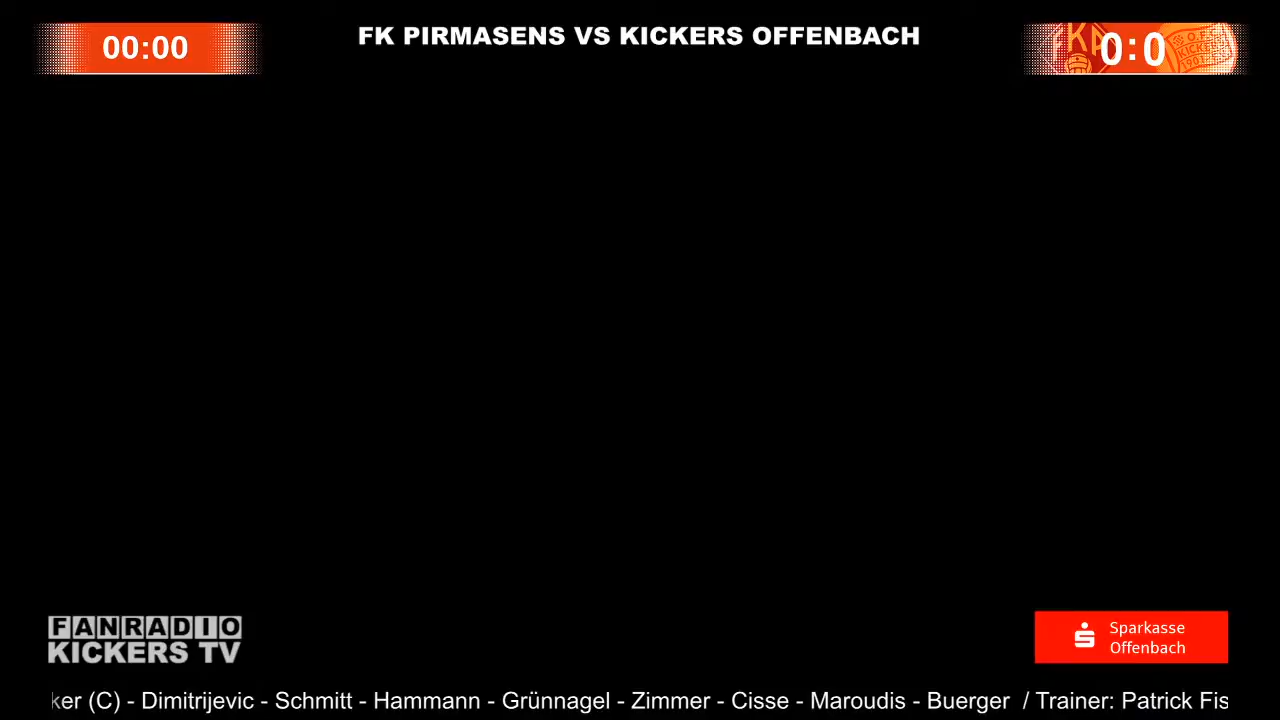 00:00
FK PIRMASENS VS KICKERS OFFENBACH
0:0
FANRADIO
KICKERS TV
Sparkasse
Offenbach
ker (C) - Dimitrijevic - Schmitt - Hammann - Grünnagel - Zimmer - Cisse - Maroudis - Buerger / Trainer: Patrick Fis